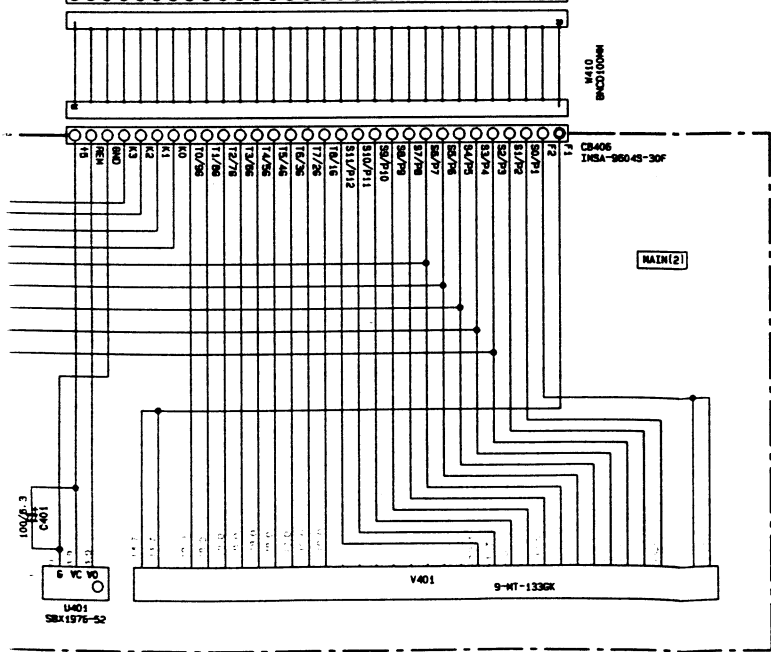 W410
BNCD100MM
CB406
INSA-9604S-30F
+5
REM
GND
K3
K2
K1
K0
T0/9G
T1/8G
T2/7G
T3/6G
T4/5G
T5/4G
T6/3G
T7/2G
T8/1G
S11/P12
S10/P11
S9/P10
S8/P9
S7/P8
S6/P7
S5/P6
S4/P5
S3/P4
S2/P3
S1/P2
S0/P1
F2
F1
MAIN(2)
100/6.3
C401
G VC VO
U401
SBX1976-52
V401
9-MT-133GK